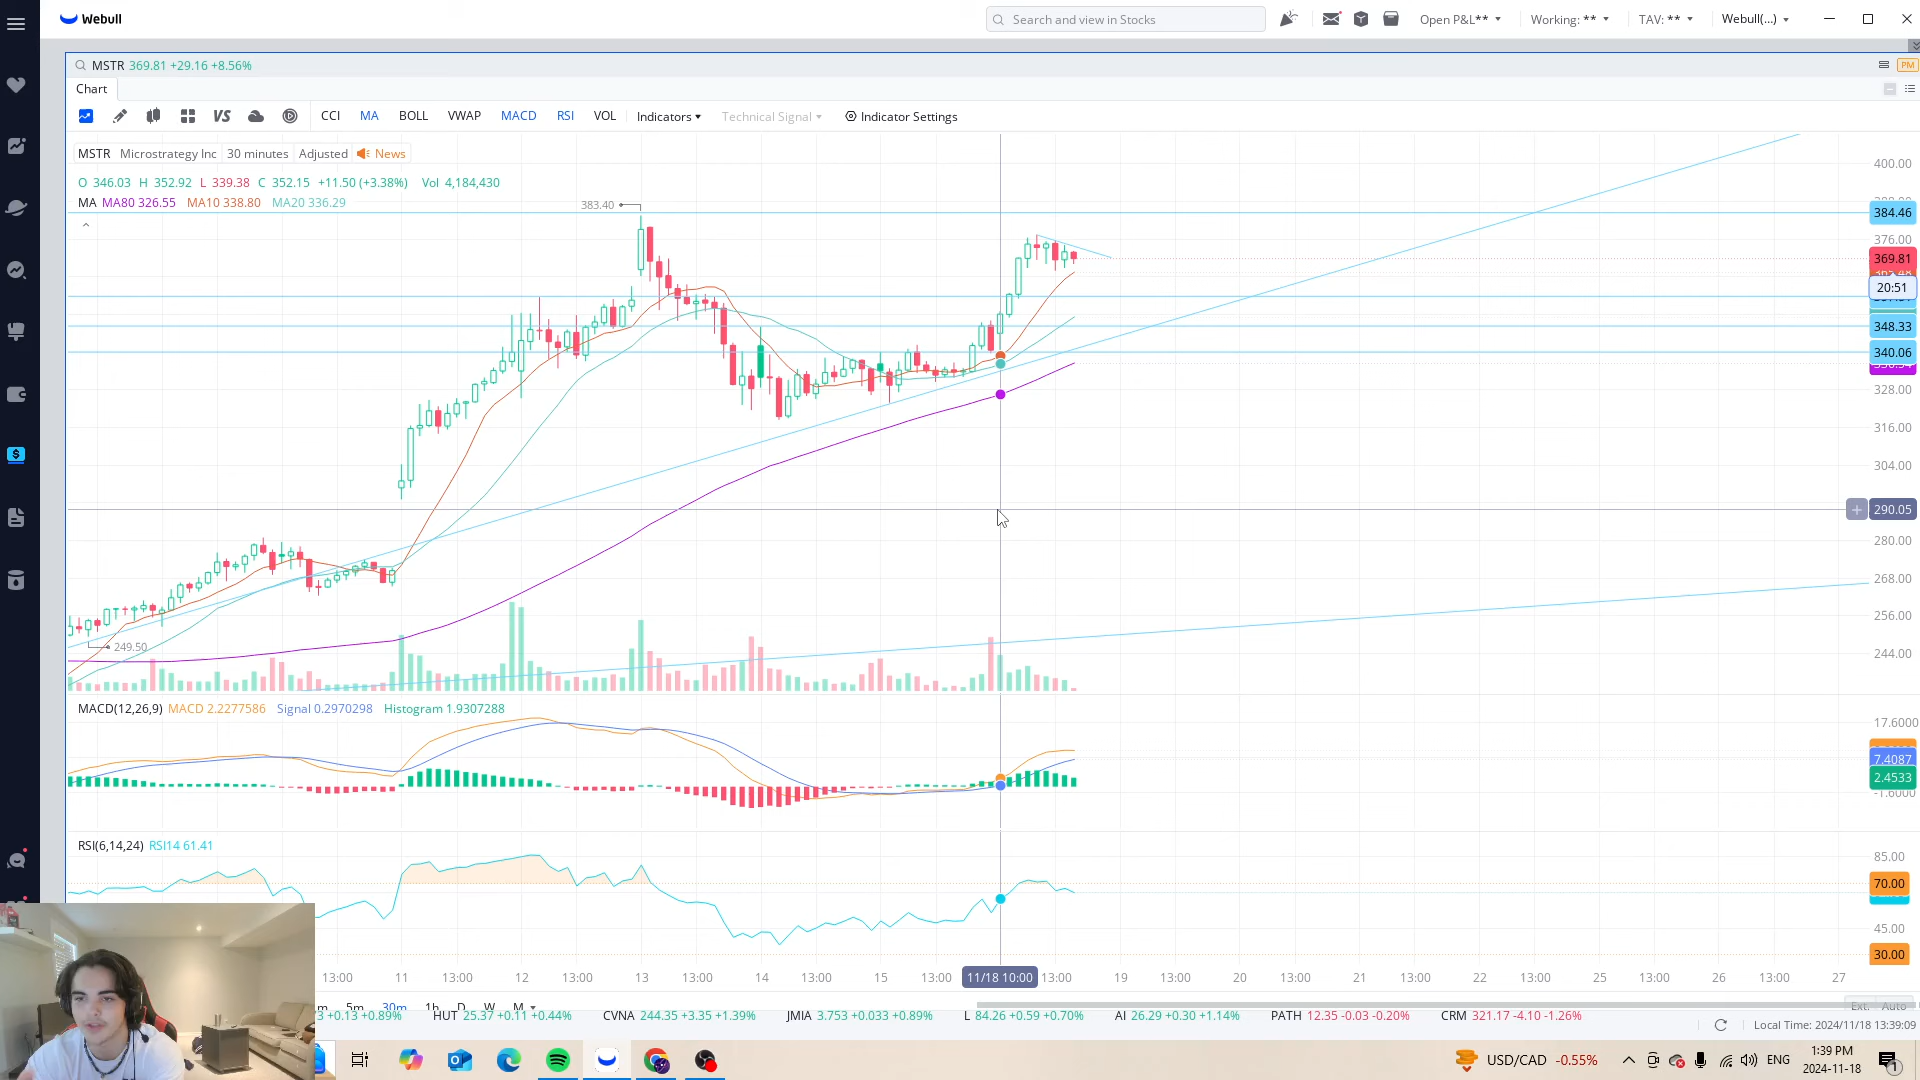 Webull
Search and view in Stocks
Open P&L**
Working: **
TAV: **
Webull(...)
MSTR 369.81 +29.16 +8.56%
PM
Chart
VS
CCI MA BOLL VWAP MACD RSI VOL Indicators Technical Signal Indicator Settings
MSTR Microstrategy Inc 30 minutes Adjusted News
O 346.03 H 352.92 L 339.38 C 352.15 +11.50 (+3.38%) Vol 4,184,430
MA MA80 326.55 MA10 338.80 MA20 336.29
383.40
249.50
400.00
384.46
376.00
369.81
20:51
348.33
340.06
328.00
316.00
304.00
290.05
280.00
268.00
256.00
244.00
MACD(12,26,9) MACD 2.2277586 Signal 0.2970298 Histogram 1.9307288
17.6000
7.4087
2.4533
-1.6000
RSI(6,14,24) RSI14 61.41
85.00
70.00
45.00
30.00
13:00 11 13:00 12 13:00 13 13:00 14 13:00 15 13:00 11/18 10:00 13:00 19 13:00 20 13:00 21 13:00 22 13:00 25 13:00 26 13:00 27
5m 30m 1h D W M
Ext. Auto
+0.13 +0.89% HUT 25.37 +0.11 +0.44% CVNA 244.35 +3.35 +1.39% JMIA 3.753 +0.033 +0.89% L 84.26 +0.59 +0.70% AI 26.29 +0.30 +1.14% PATH 12.35 -0.03 -0.20% CRM 321.17 -4.10 -1.26%
Local Time: 2024/11/18 13:39:09
USD/CAD -0.55%
ENG
1:39 PM
2024-11-18
1